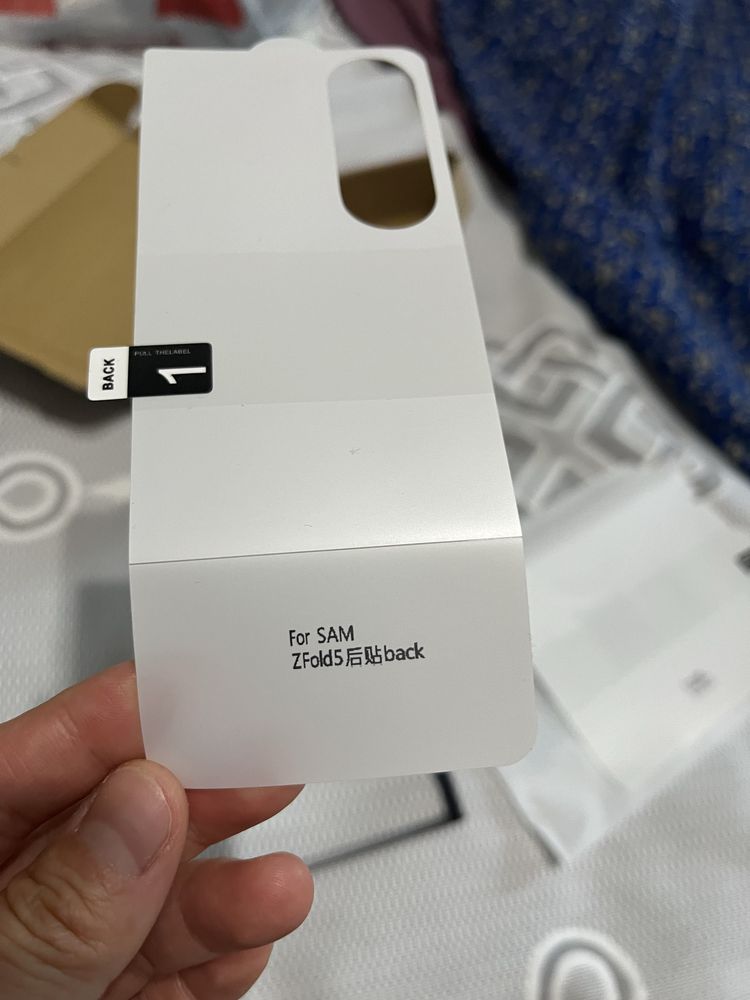 BACK
PULL THELABEL
1
For SAM
ZFold5后贴back